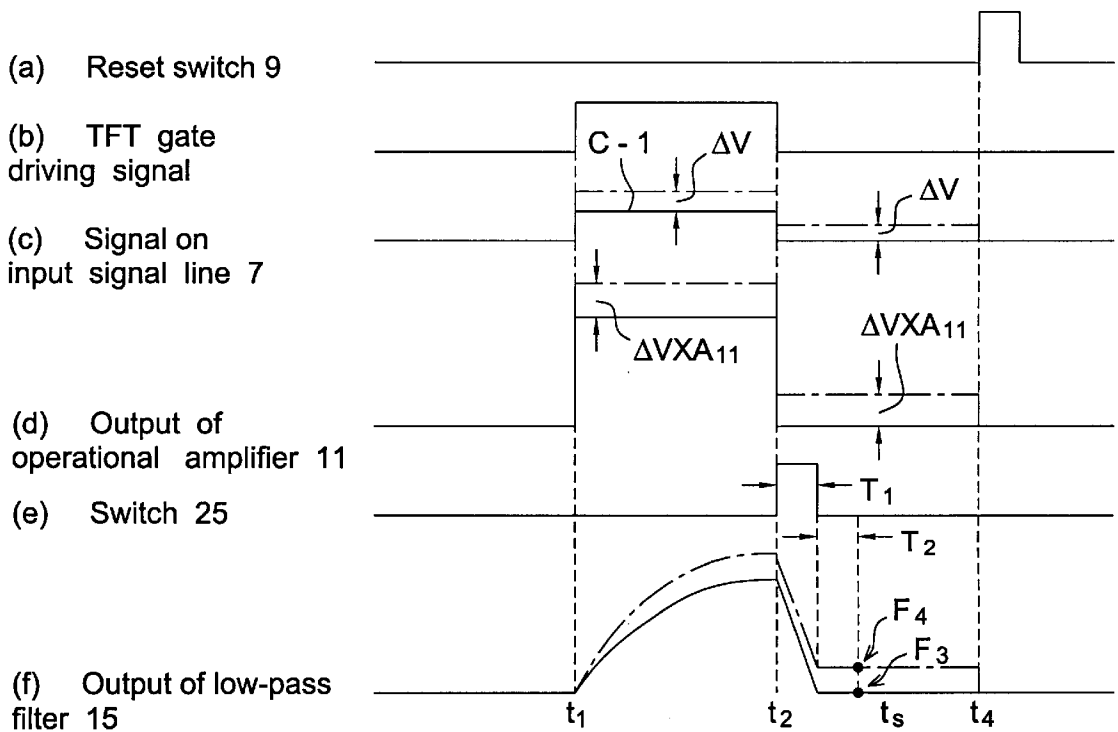 (a) Reset switch 9
(b) TFT gate
driving signal
C - 1
ΔV
ΔV
(c) Signal on
input signal line 7
ΔVXA11
ΔVXA11
(d) Output of
operational amplifier 11
T1
(e) Switch 25
T2
F4
F3
(f) Output of low-pass
filter 15
t1 t2 ts t4